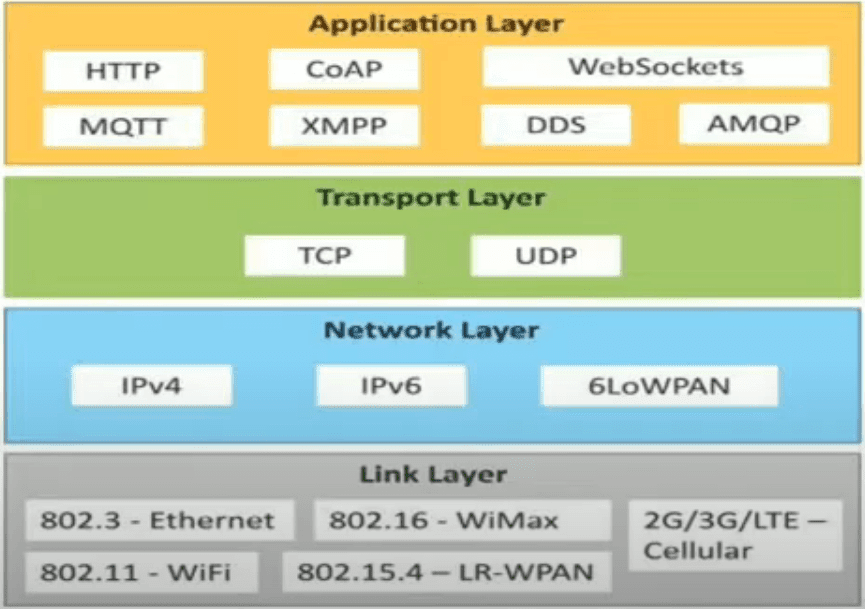 Application Layer
HTTP
CoAP
WebSockets
MQTT
XMPP
DDS
AMQP
Transport Layer
TCP
UDP
Network Layer
IPv4
IPv6
6LoWPAN
Link Layer
802.3 - Ethernet
802.16 - WiMax
2G/3G/LTE –
Cellular
802.11 - WiFi
802.15.4 – LR-WPAN